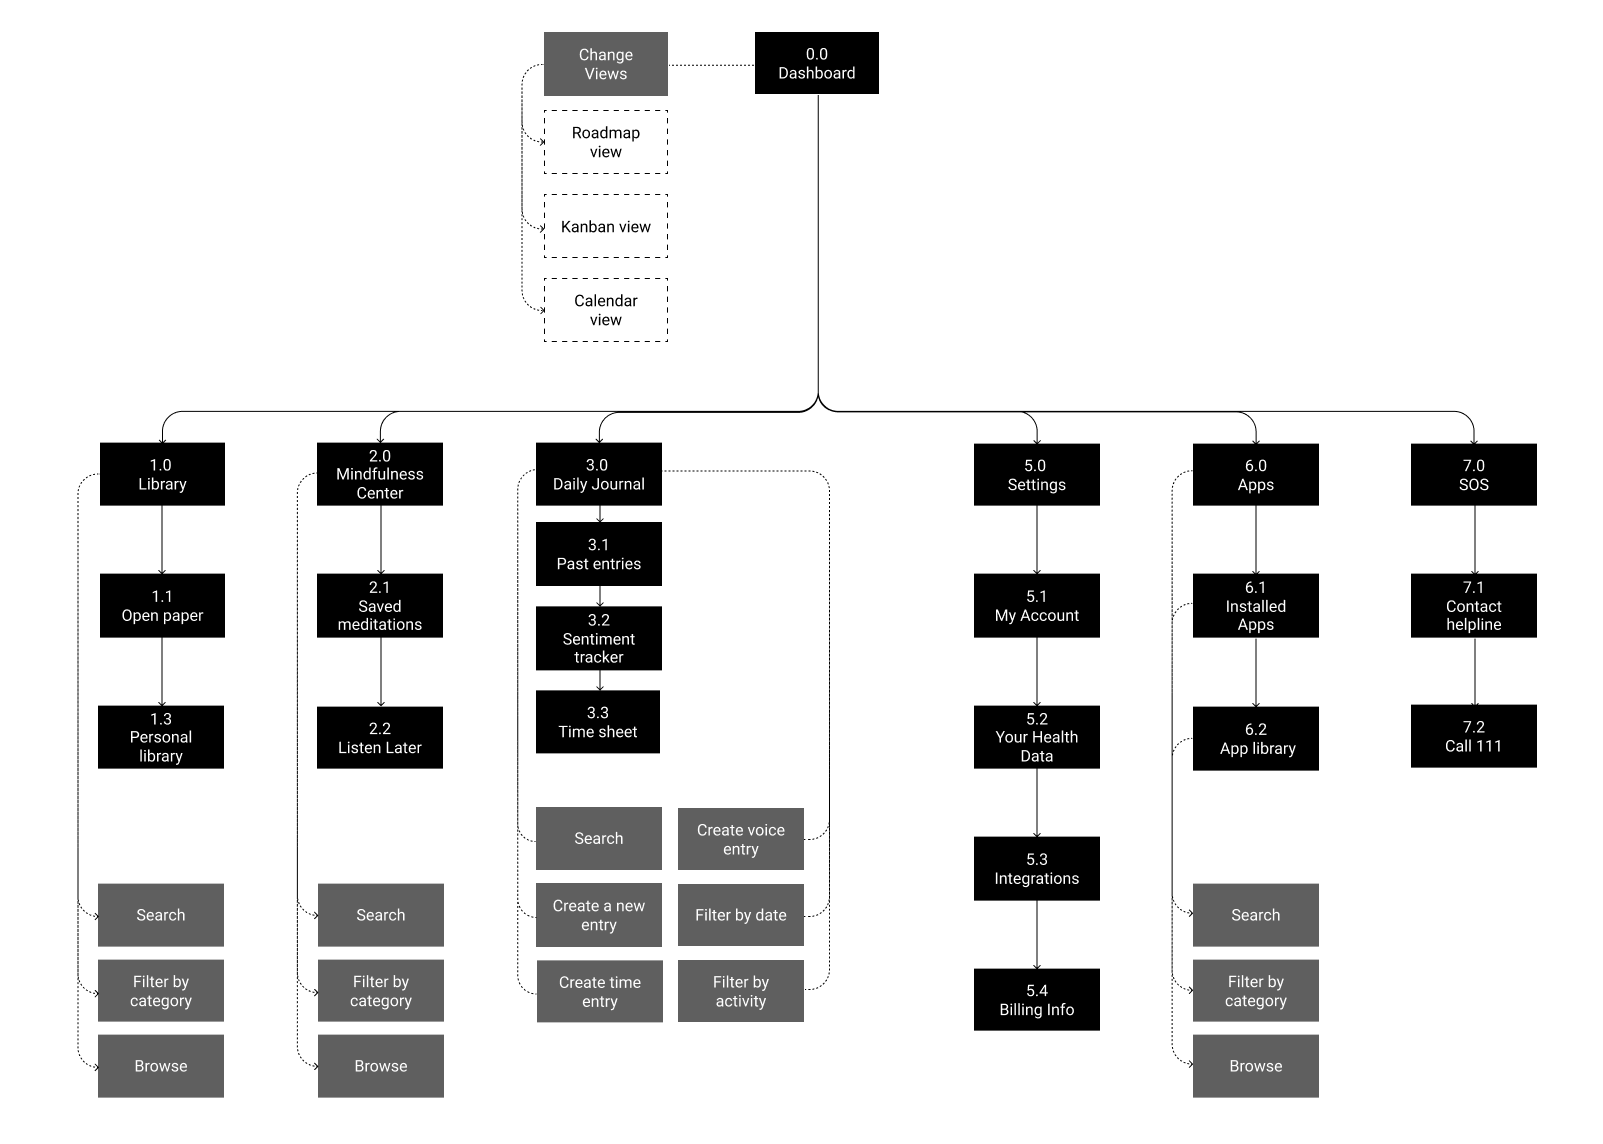 Change
Views
0.0
Dashboard
Roadmap
view
Kanban view
Calendar
view
1.0
Library
2.0
Mindfulness
Center
3.0
Daily Journal
5.0
Settings
6.0
Apps
7.0
SOS
3.1
Past entries
1.1
Open paper
2.1
Saved
meditations
3.2
Sentiment
tracker
5.1
My Account
6.1
Installed
Apps
7.1
Contact
helpline
1.3
Personal
library
2.2
Listen Later
3.3
Time sheet
5.2
Your Health
Data
6.2
App library
7.2
Call 111
Search
Create voice
entry
5.3
Integrations
Search
Search
Create a new
entry
Filter by date
Search
Filter by
category
Filter by
category
Create time
entry
Filter by
activity
5.4
Billing Info
Filter by
category
Browse
Browse
Browse